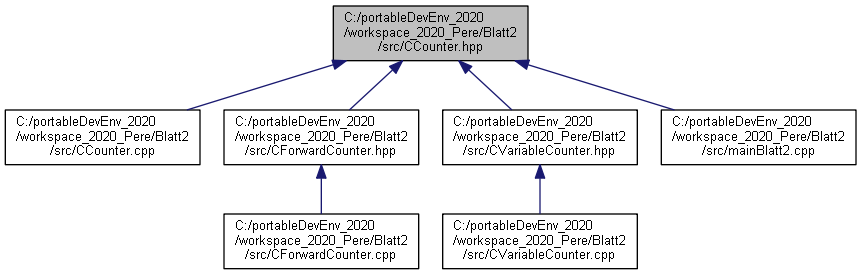 C:/portableDevEnv_2020
/workspace_2020_Pere/Blatt2
/src/CCounter.hpp
C:/portableDevEnv_2020
/workspace_2020_Pere/Blatt2
/src/CCounter.cpp
C:/portableDevEnv_2020
/workspace_2020_Pere/Blatt2
/src/CForwardCounter.hpp
C:/portableDevEnv_2020
/workspace_2020_Pere/Blatt2
/src/CVariableCounter.hpp
C:/portableDevEnv_2020
/workspace_2020_Pere/Blatt2
/src/mainBlatt2.cpp
C:/portableDevEnv_2020
/workspace_2020_Pere/Blatt2
/src/CForwardCounter.cpp
C:/portableDevEnv_2020
/workspace_2020_Pere/Blatt2
/src/CVariableCounter.cpp